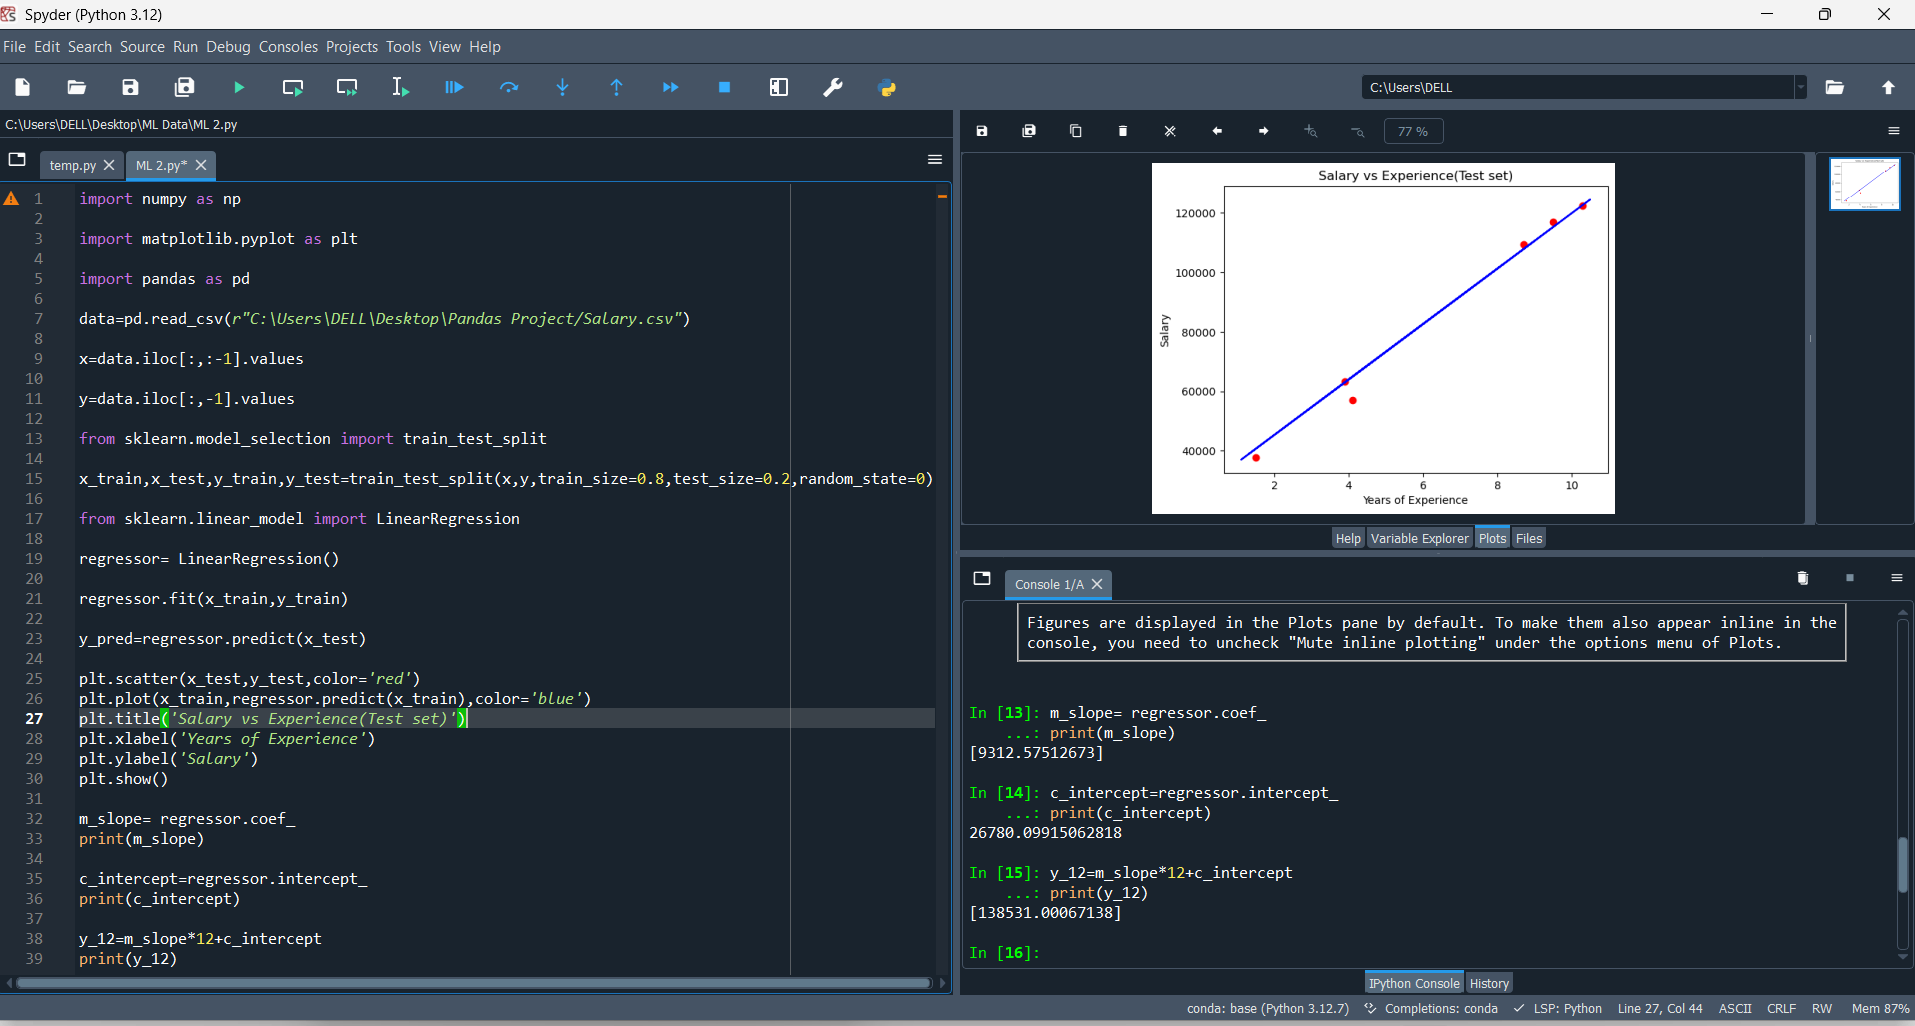 Spyder (Python 3.12)
File Edit Search Source Run Debug Consoles Projects Tools View Help
C:\Users\DELL
C:\Users\DELL\Desktop\ML Data\ML 2.py
temp.py
ML 2.py*
1 import numpy as np
2
3 import matplotlib.pyplot as plt
4
5 import pandas as pd
6
7 data=pd.read_csv(r"C:\Users\DELL\Desktop\Pandas Project/Salary.csv")
8
9 x=data.iloc[:,:-1].values
10
11 y=data.iloc[:,-1].values
12
13 from sklearn.model_selection import train_test_split
14
15 x_train,x_test,y_train,y_test=train_test_split(x,y,train_size=0.8,test_size=0.2,random_state=0)
16
17 from sklearn.linear_model import LinearRegression
18
19 regressor= LinearRegression()
20
21 regressor.fit(x_train,y_train)
22
23 y_pred=regressor.predict(x_test)
24
25 plt.scatter(x_test,y_test,color='red')
26 plt.plot(x_train,regressor.predict(x_train),color='blue')
27 plt.title('Salary vs Experience(Test set)')
28 plt.xlabel('Years of Experience')
29 plt.ylabel('Salary')
30 plt.show()
31
32 m_slope= regressor.coef_
33 print(m_slope)
34
35 c_intercept=regressor.intercept_
36 print(c_intercept)
37
38 y_12=m_slope*12+c_intercept
39 print(y_12)
77 %
Salary vs Experience(Test set)
120000
100000
80000
60000
40000
Salary
2 4 6 8 10
Years of Experience
Help Variable Explorer Plots Files
Console 1/A
Figures are displayed in the Plots pane by default. To make them also appear inline in the
console, you need to uncheck "Mute inline plotting" under the options menu of Plots.
In [13]: m_slope= regressor.coef_
...: print(m_slope)
[9312.57512673]
In [14]: c_intercept=regressor.intercept_
...: print(c_intercept)
26780.09915062818
In [15]: y_12=m_slope*12+c_intercept
...: print(y_12)
[138531.00067138]
In [16]:
IPython Console History
conda: base (Python 3.12.7) Completions: conda LSP: Python Line 27, Col 44 ASCII CRLF RW Mem 87%